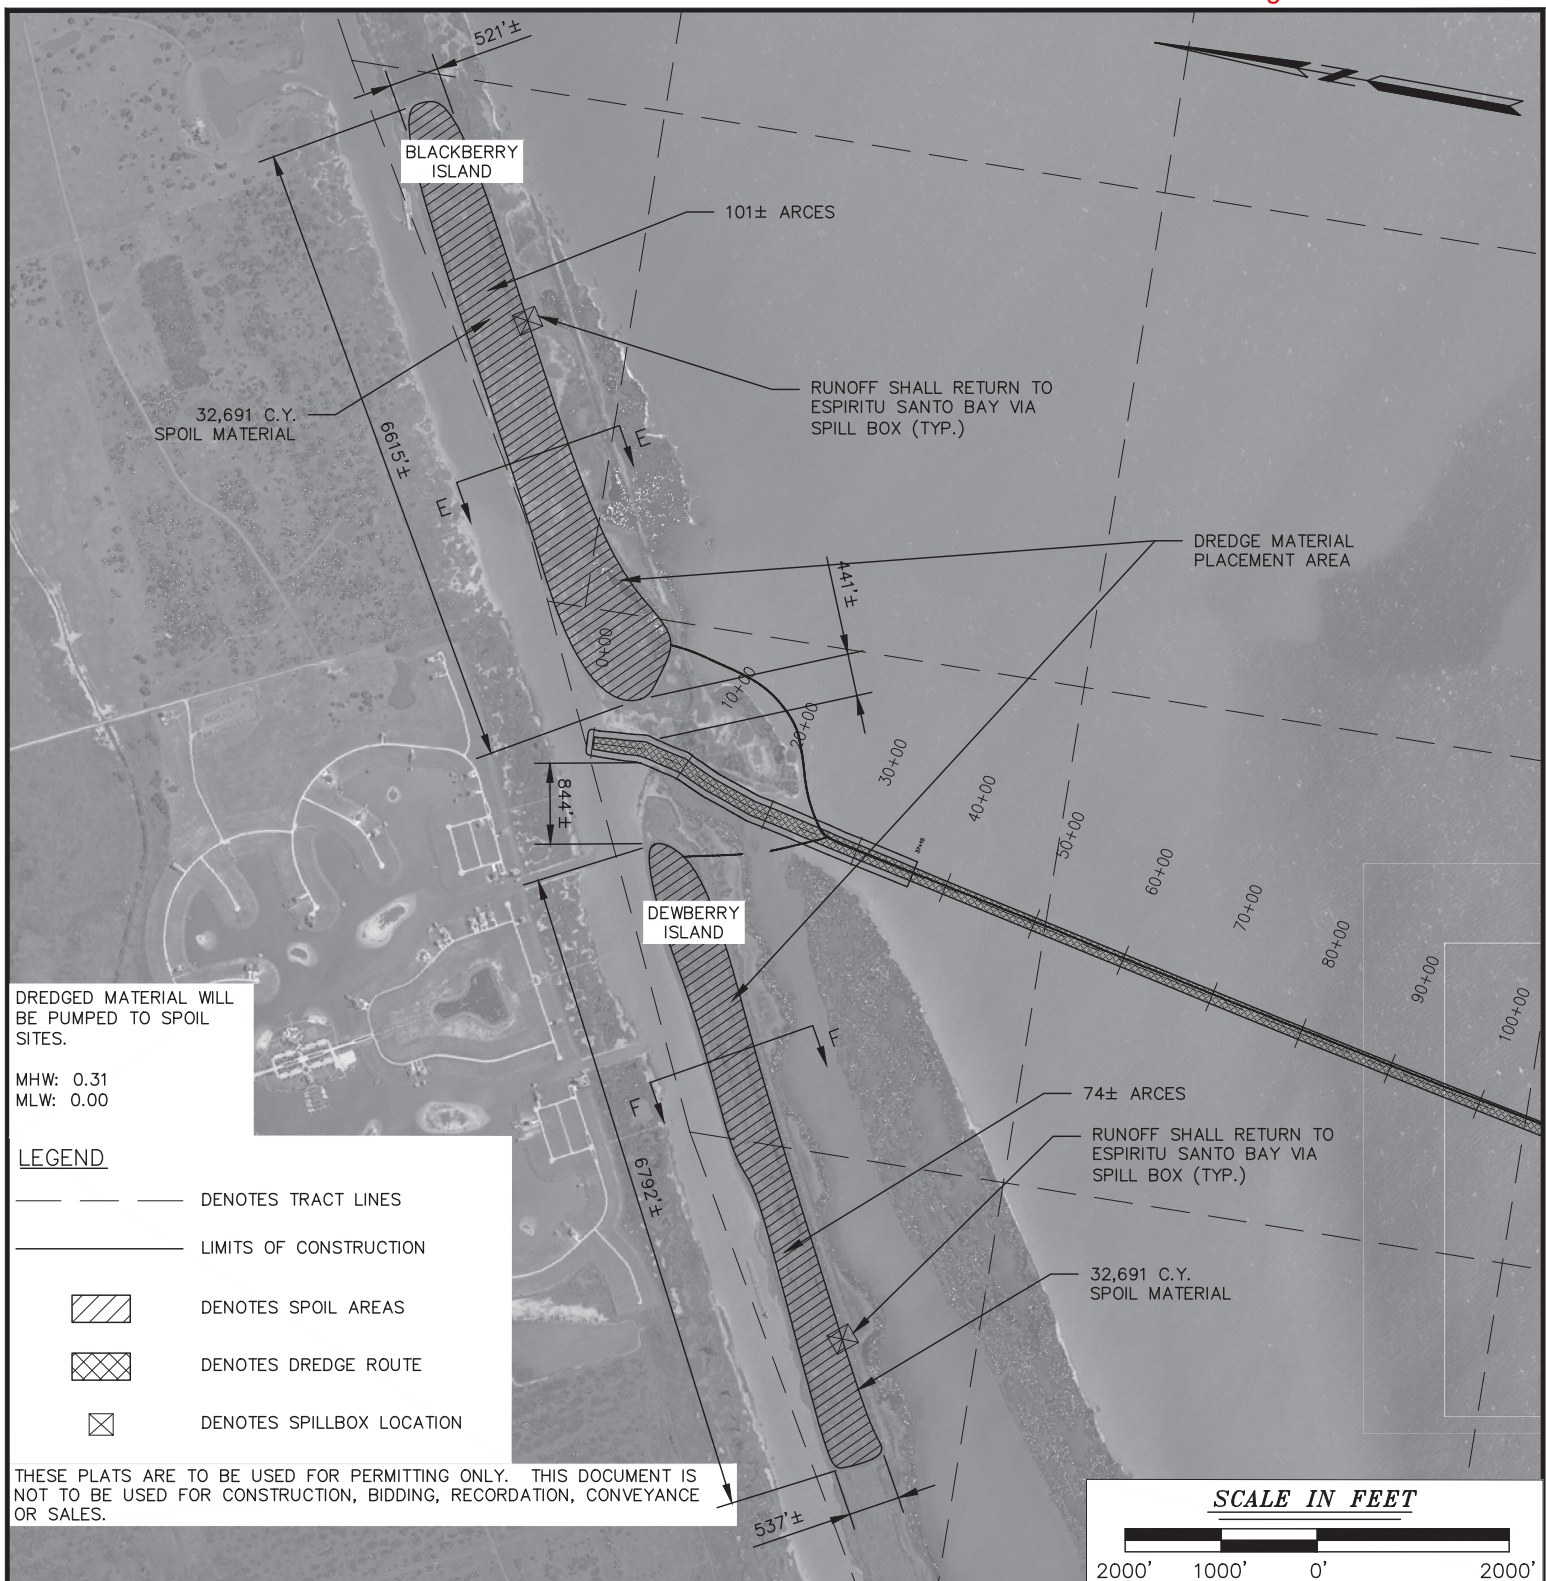 521'±
BLACKBERRY
ISLAND
101± ARCES
RUNOFF SHALL RETURN TO
ESPIRITU SANTO BAY VIA
SPILL BOX (TYP.)
32,691 C.Y.
SPOIL MATERIAL
6615'±
E
E
DREDGE MATERIAL
PLACEMENT AREA
441'±
0+00
10+00
20+00
30+00
40+00
50+00
60+00
70+00
80+00
90+00
100+00
844'±
DEWBERRY
ISLAND
DREDGED MATERIAL WILL
BE PUMPED TO SPOIL
SITES.
MHW: 0.31
MLW: 0.00
F
F
74± ARCES
RUNOFF SHALL RETURN TO
ESPIRITU SANTO BAY VIA
SPILL BOX (TYP.)
6792'±
32,691 C.Y.
SPOIL MATERIAL
LEGEND
DENOTES TRACT LINES
LIMITS OF CONSTRUCTION
DENOTES SPOIL AREAS
DENOTES DREDGE ROUTE
DENOTES SPILLBOX LOCATION
THESE PLATS ARE TO BE USED FOR PERMITTING ONLY. THIS DOCUMENT IS
NOT TO BE USED FOR CONSTRUCTION, BIDDING, RECORDATION, CONVEYANCE
OR SALES.
537'±
SCALE IN FEET
2000' 1000' 0' 2000'